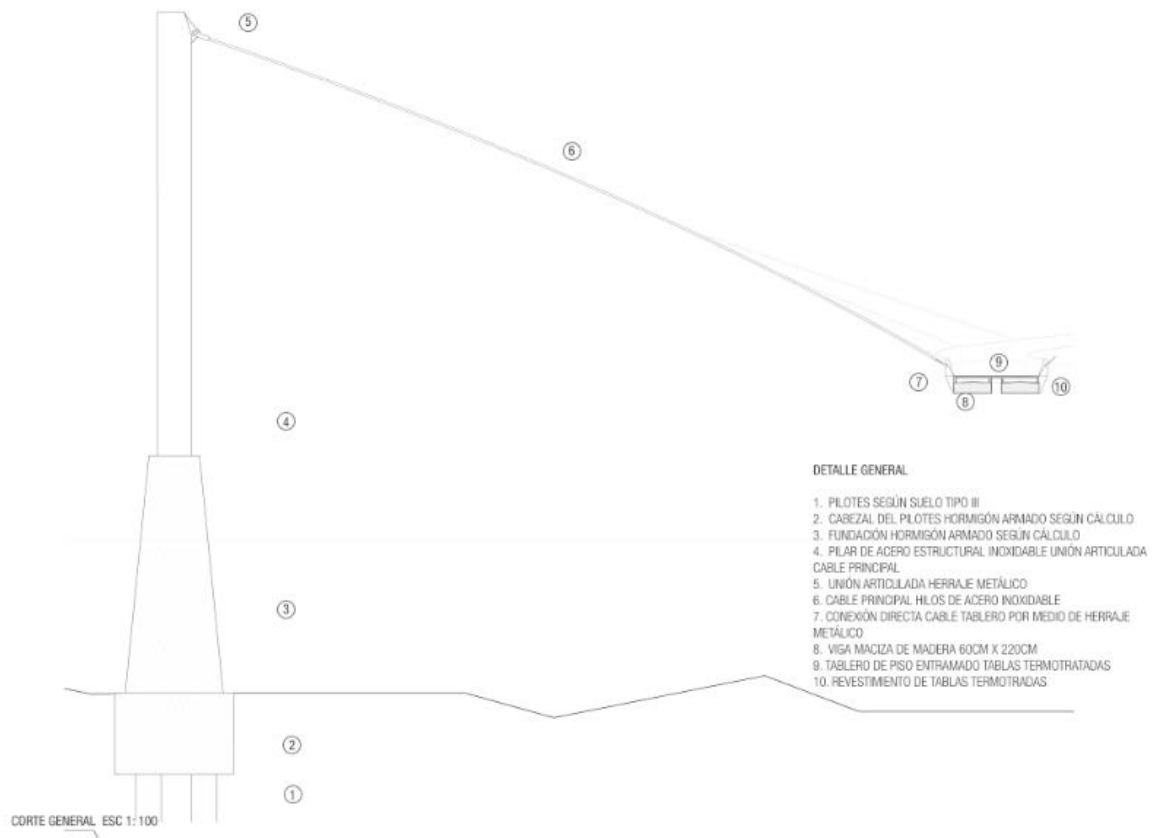 5
6
9
7
10
8
4
DETALLE GENERAL
1. PILOTES SEGÚN SUELO TIPO III
2. CABEZAL DEL PILOTES HORMIGÓN ARMADO SEGÚN CÁLCULO
3. FUNDACIÓN HORMIGÓN ARMADO SEGÚN CÁLCULO
4. PILAR DE ACERO ESTRUCTURAL INOXIDABLE UNIÓN ARTICULADA
CABLE PRINCIPAL
5. UNIÓN ARTICULADA HERRAJE METÁLICO
6. CABLE PRINCIPAL HILOS DE ACERO INOXIDABLE
7. CONEXIÓN DIRECTA CABLE TABLERO POR MEDIO DE HERRAJE
METÁLICO
8. VIGA MACIZA DE MADERA 60CM X 220CM
9. TABLERO DE PISO ENTRAMADO TABLAS TERMOTRATADAS
10. REVESTIMIENTO DE TABLAS TERMOTRADAS
3
2
1
CORTE GENERAL ESC 1: 100